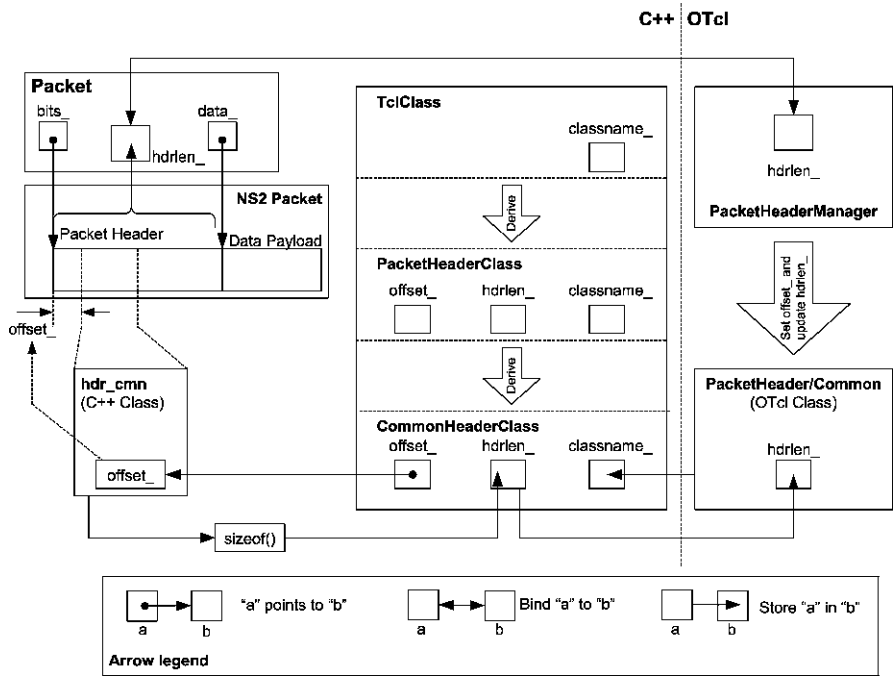 C++ OTcl
Packet
bits_
data_
hdrlen_
NS2 Packet
Packet Header
Data Payload
offset_
hdr_cmn
(C++ Class)
offset_
sizeof()
TclClass
classname_
Derive
PacketHeaderClass
offset_ hdrlen_ classname_
Derive
CommonHeaderClass
offset_ hdrlen_ classname_
hdrlen_
PacketHeaderManager
Set offset_ and
update hdrlen_
PacketHeader/Common
(OTcl Class)
hdrlen_
"a" points to "b"
a b
Bind "a" to "b"
a b
Store "a" in "b"
a b
Arrow legend